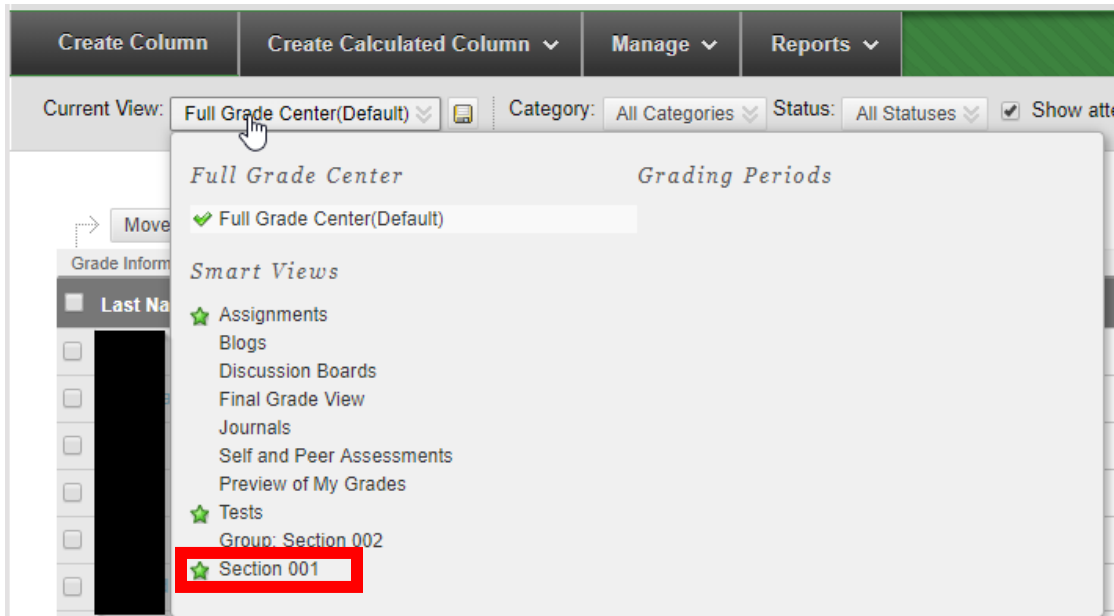 Create Column Create Calculated Column Manage Reports
Current View: Full Grade Center(Default) Category: All Categories Status: All Statuses Show atte
Full Grade Center Grading Periods
Move
Full Grade Center(Default)
Grade Inform
Smart Views
Last Na
Assignments
Blogs
Discussion Boards
Final Grade View
Journals
Self and Peer Assessments
Preview of My Grades
Tests
Group: Section 002
Section 001